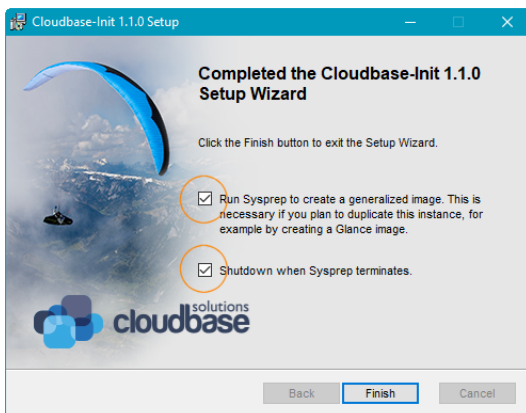 Cloudbase-Init 1.1.0 Setup
Completed the Cloudbase-Init 1.1.0
Setup Wizard
Click the Finish button to exit the Setup Wizard.
Run Sysprep to create a generalized image. This is
necessary if you plan to duplicate this instance, for
example by creating a Glance image.
Shutdown when Sysprep terminates.
solutions
cloudbase
Back Finish Cancel